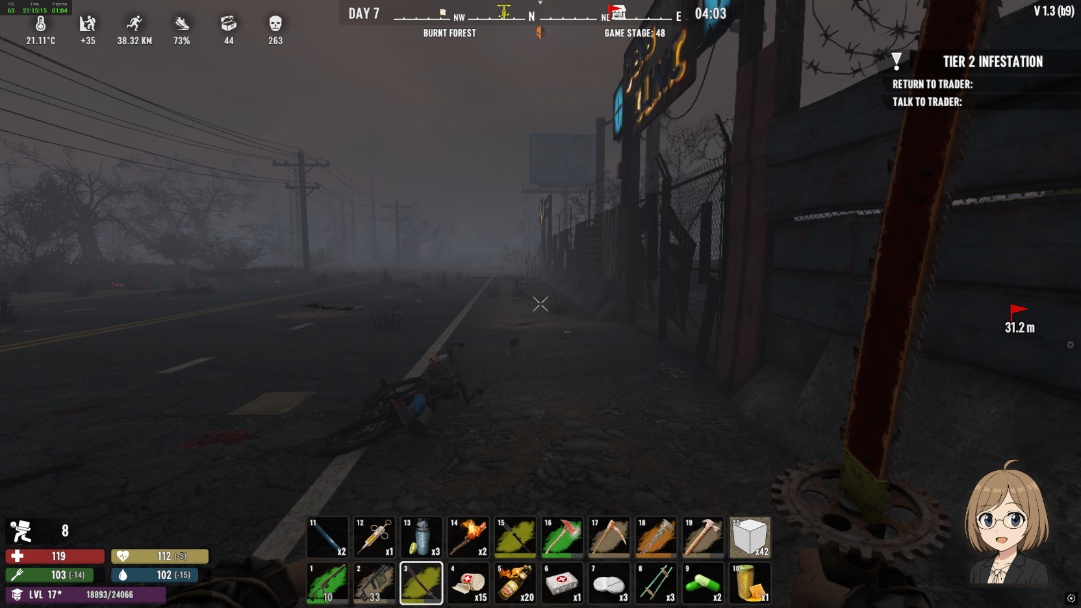 21:15:15
DAY 7
NW
N
NE
E
04:03
V 1.3 (b9)
BURNT FOREST
GAME STAGE: 48
21.11°C
+35
38.32 KM
73%
44
263
TIER 2 INFESTATION
RETURN TO TRADER:
TALK TO TRADER:
31.2 m
8
119
112 (-5)
103 (-14)
102 (-15)
LVL 17*
18893/24066
11
x2
12
x1
13
x3
14
x2
15
16
17
18
19
x42
1
10
2
33
3
4
x15
5
x20
6
x1
7
x3
8
x3
9
x2
10
x1